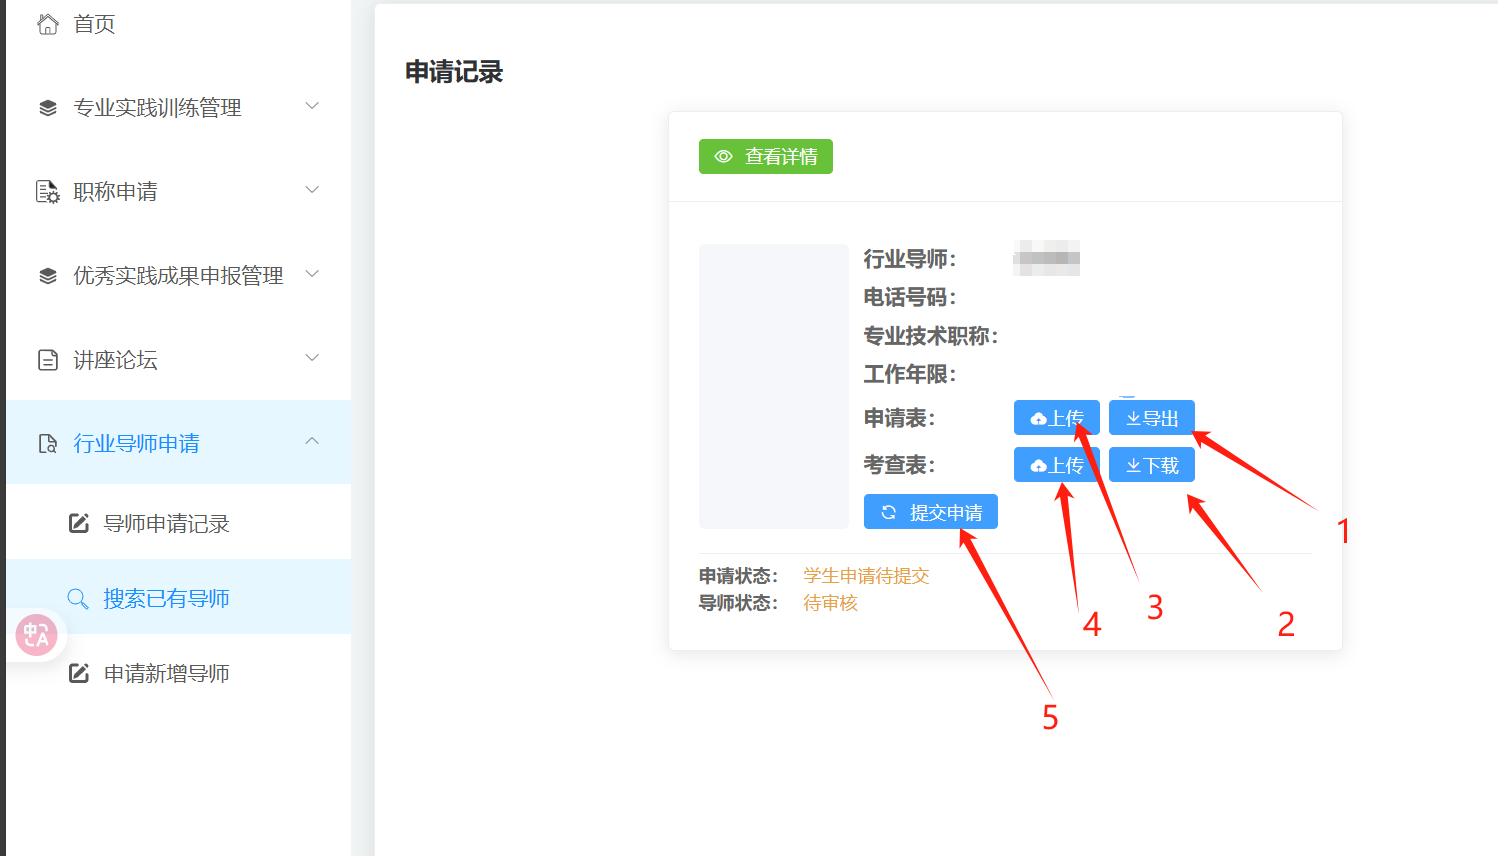 首页
专业实践训练管理
职称申请
优秀实践成果申报管理
讲座论坛
行业导师申请
导师申请记录
搜索已有导师
申请新增导师
中A
申请记录
查看详情
行业导师：
电话号码：
专业技术职称：
工作年限：
申请表： 上传 导出
考查表： 上传 下载
提交申请
申请状态： 学生申请待提交
导师状态： 待审核
1
2
3
4
5